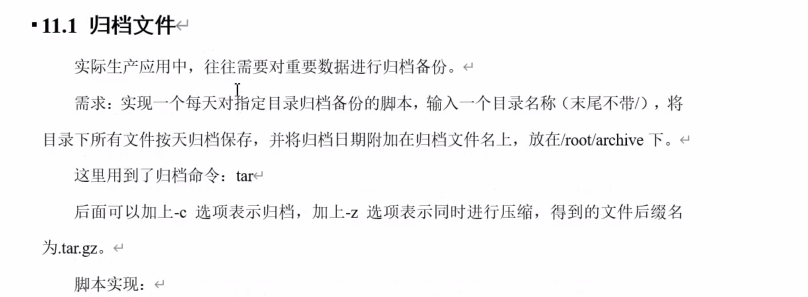 11.1 归档文件
实际生产应用中，往往需要对重要数据进行归档备份。
需求：实现一个每天对指定目录归档备份的脚本，输入一个目录名称（末尾不带/），将
目录下所有文件按天归档保存，并将归档日期附加在归档文件名上，放在/root/archive 下。
这里用到了归档命令：tar
后面可以加上-c 选项表示归档，加上-z 选项表示同时进行压缩，得到的文件后缀名
为.tar.gz。
脚本实现：